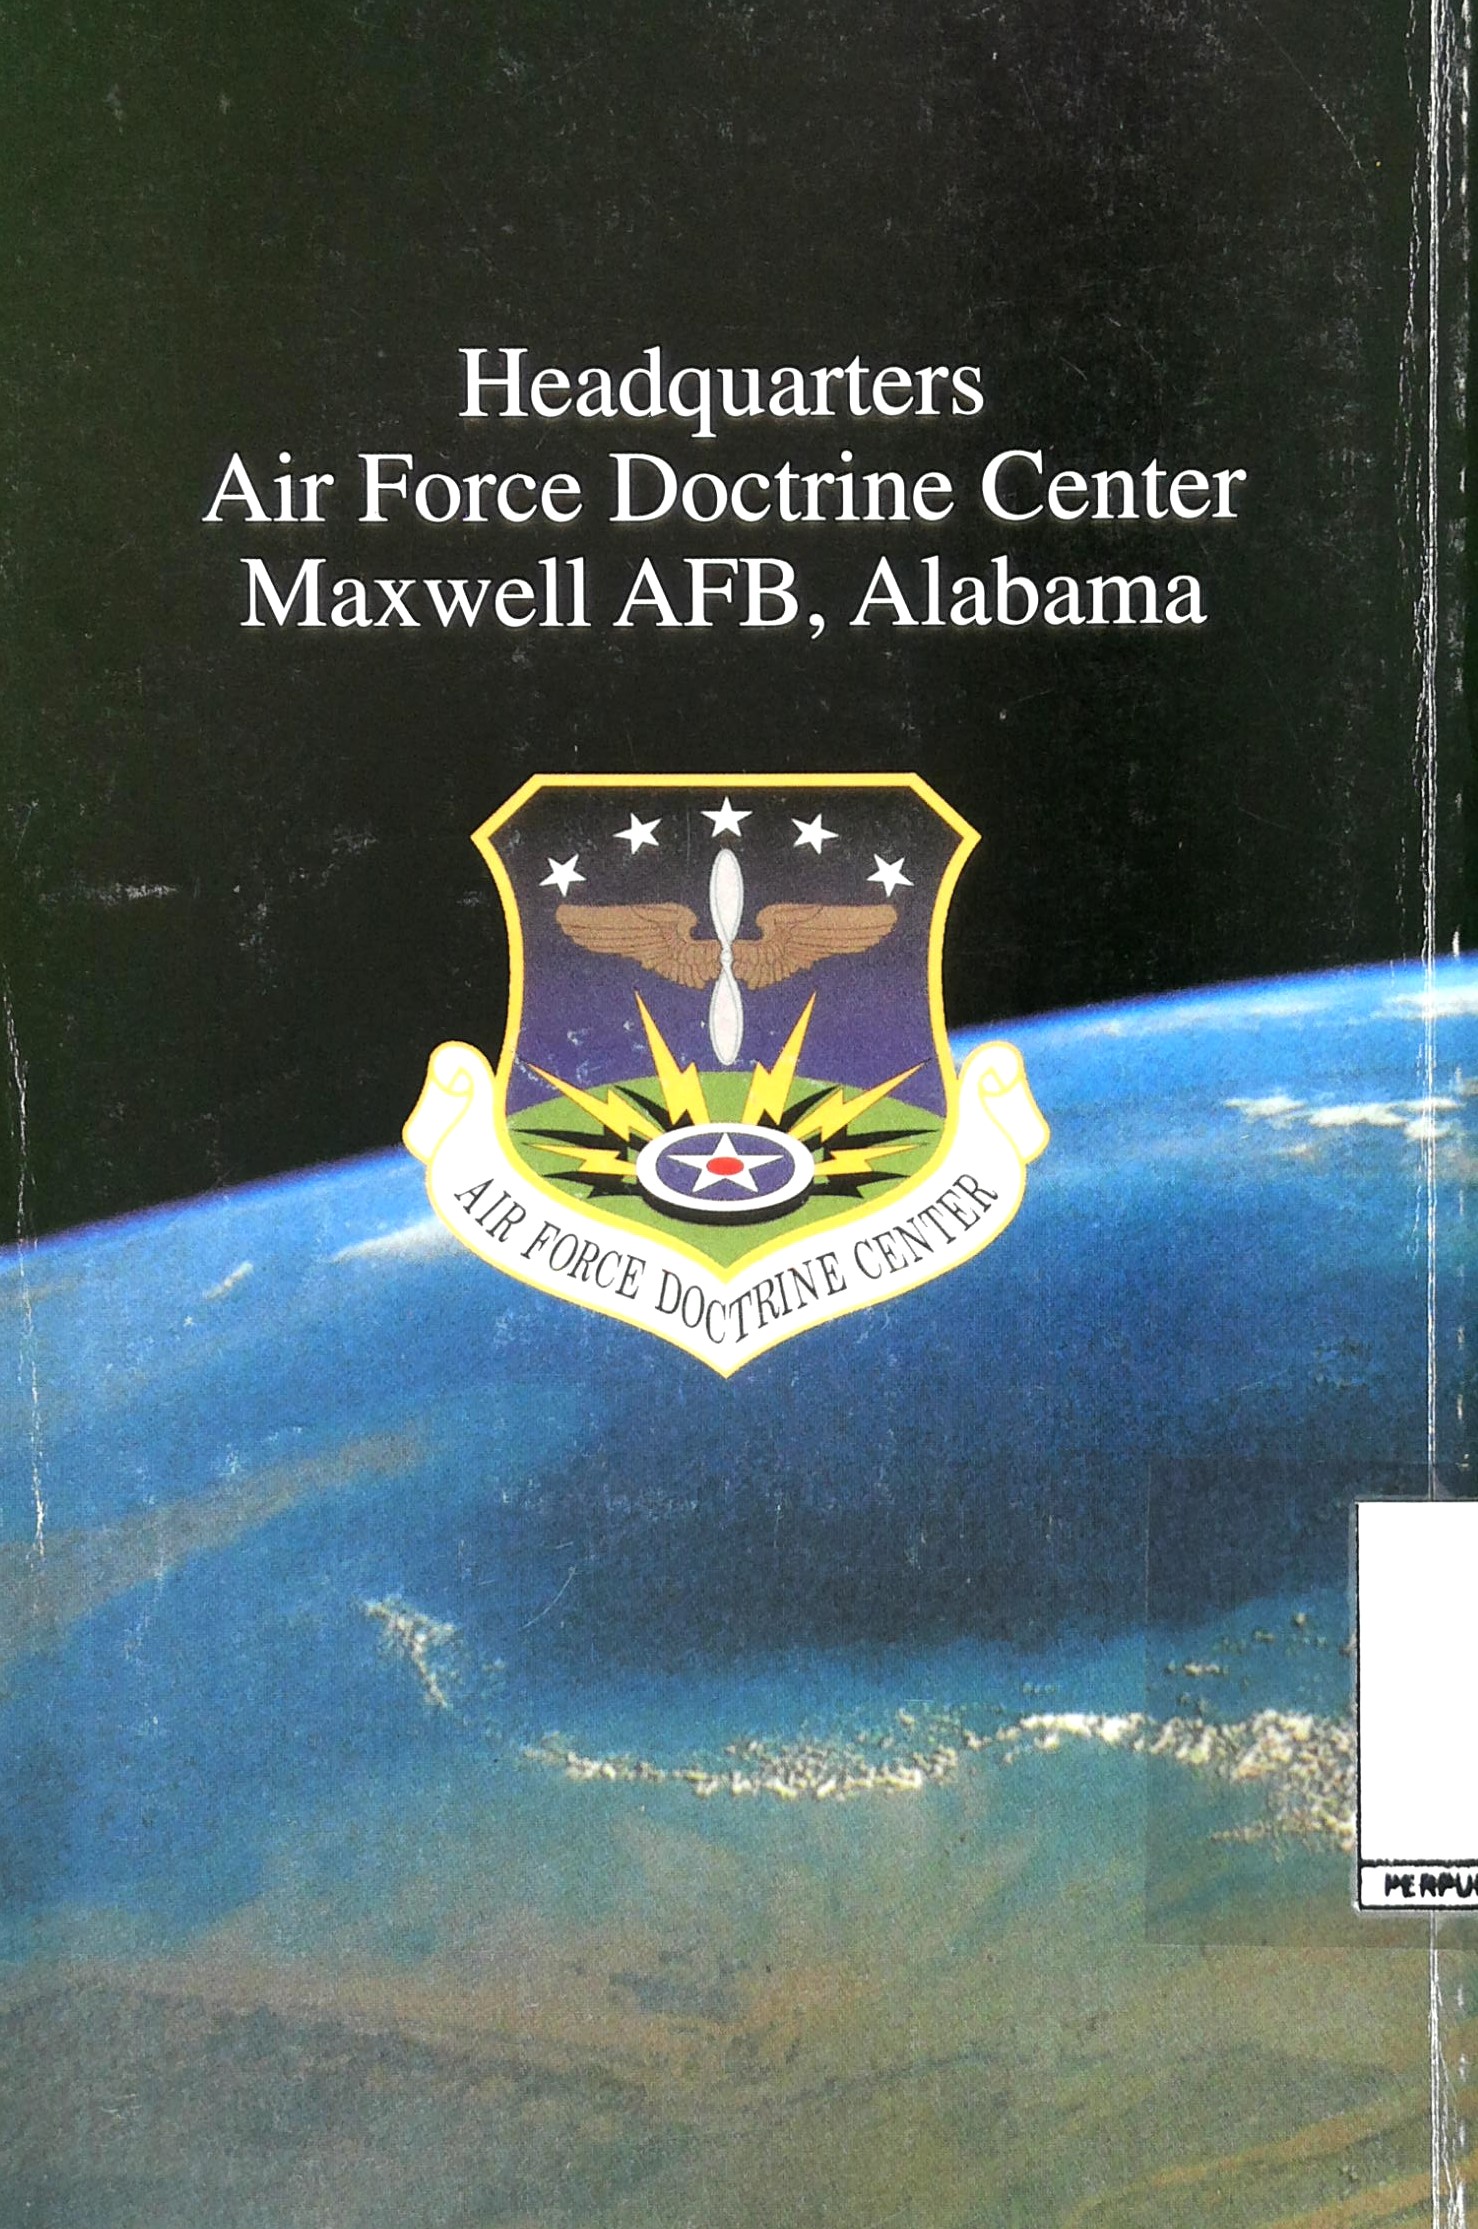 Headquarters
Air Force Doctrine Center
Maxwell AFB, Alabama
AIR FORCE DOCTRINE CENTER